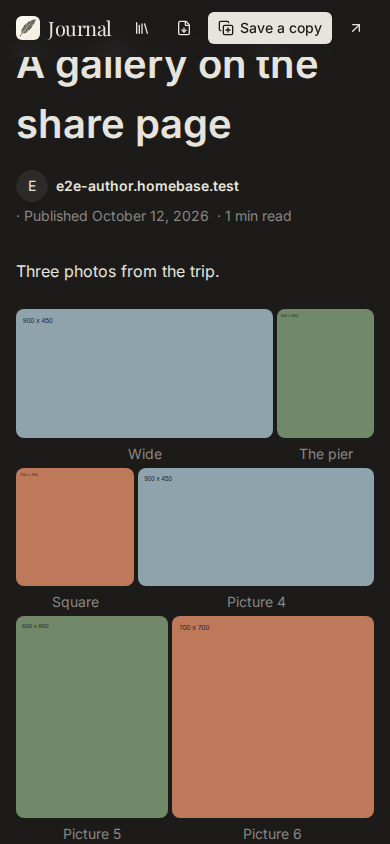 Journal
Save a copy
A gallery on the
share page
E
e2e-author.homebase.test
· Published October 12, 2026 · 1 min read
Three photos from the trip.
900 x 450
Wide
The pier
900 x 450
Square
Picture 4
600 x 800
700 x 700
Picture 5
Picture 6